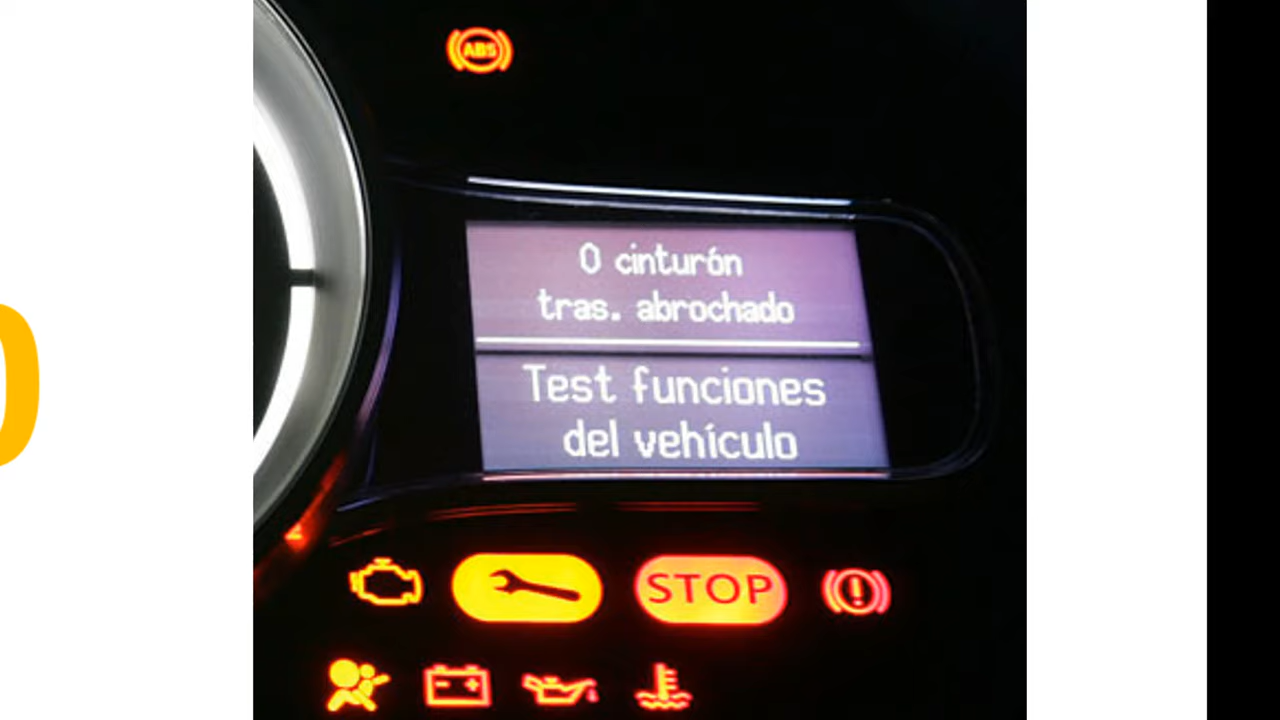 ABS
0 cinturón
tras. abrochado
Test funciones
del vehículo
STOP